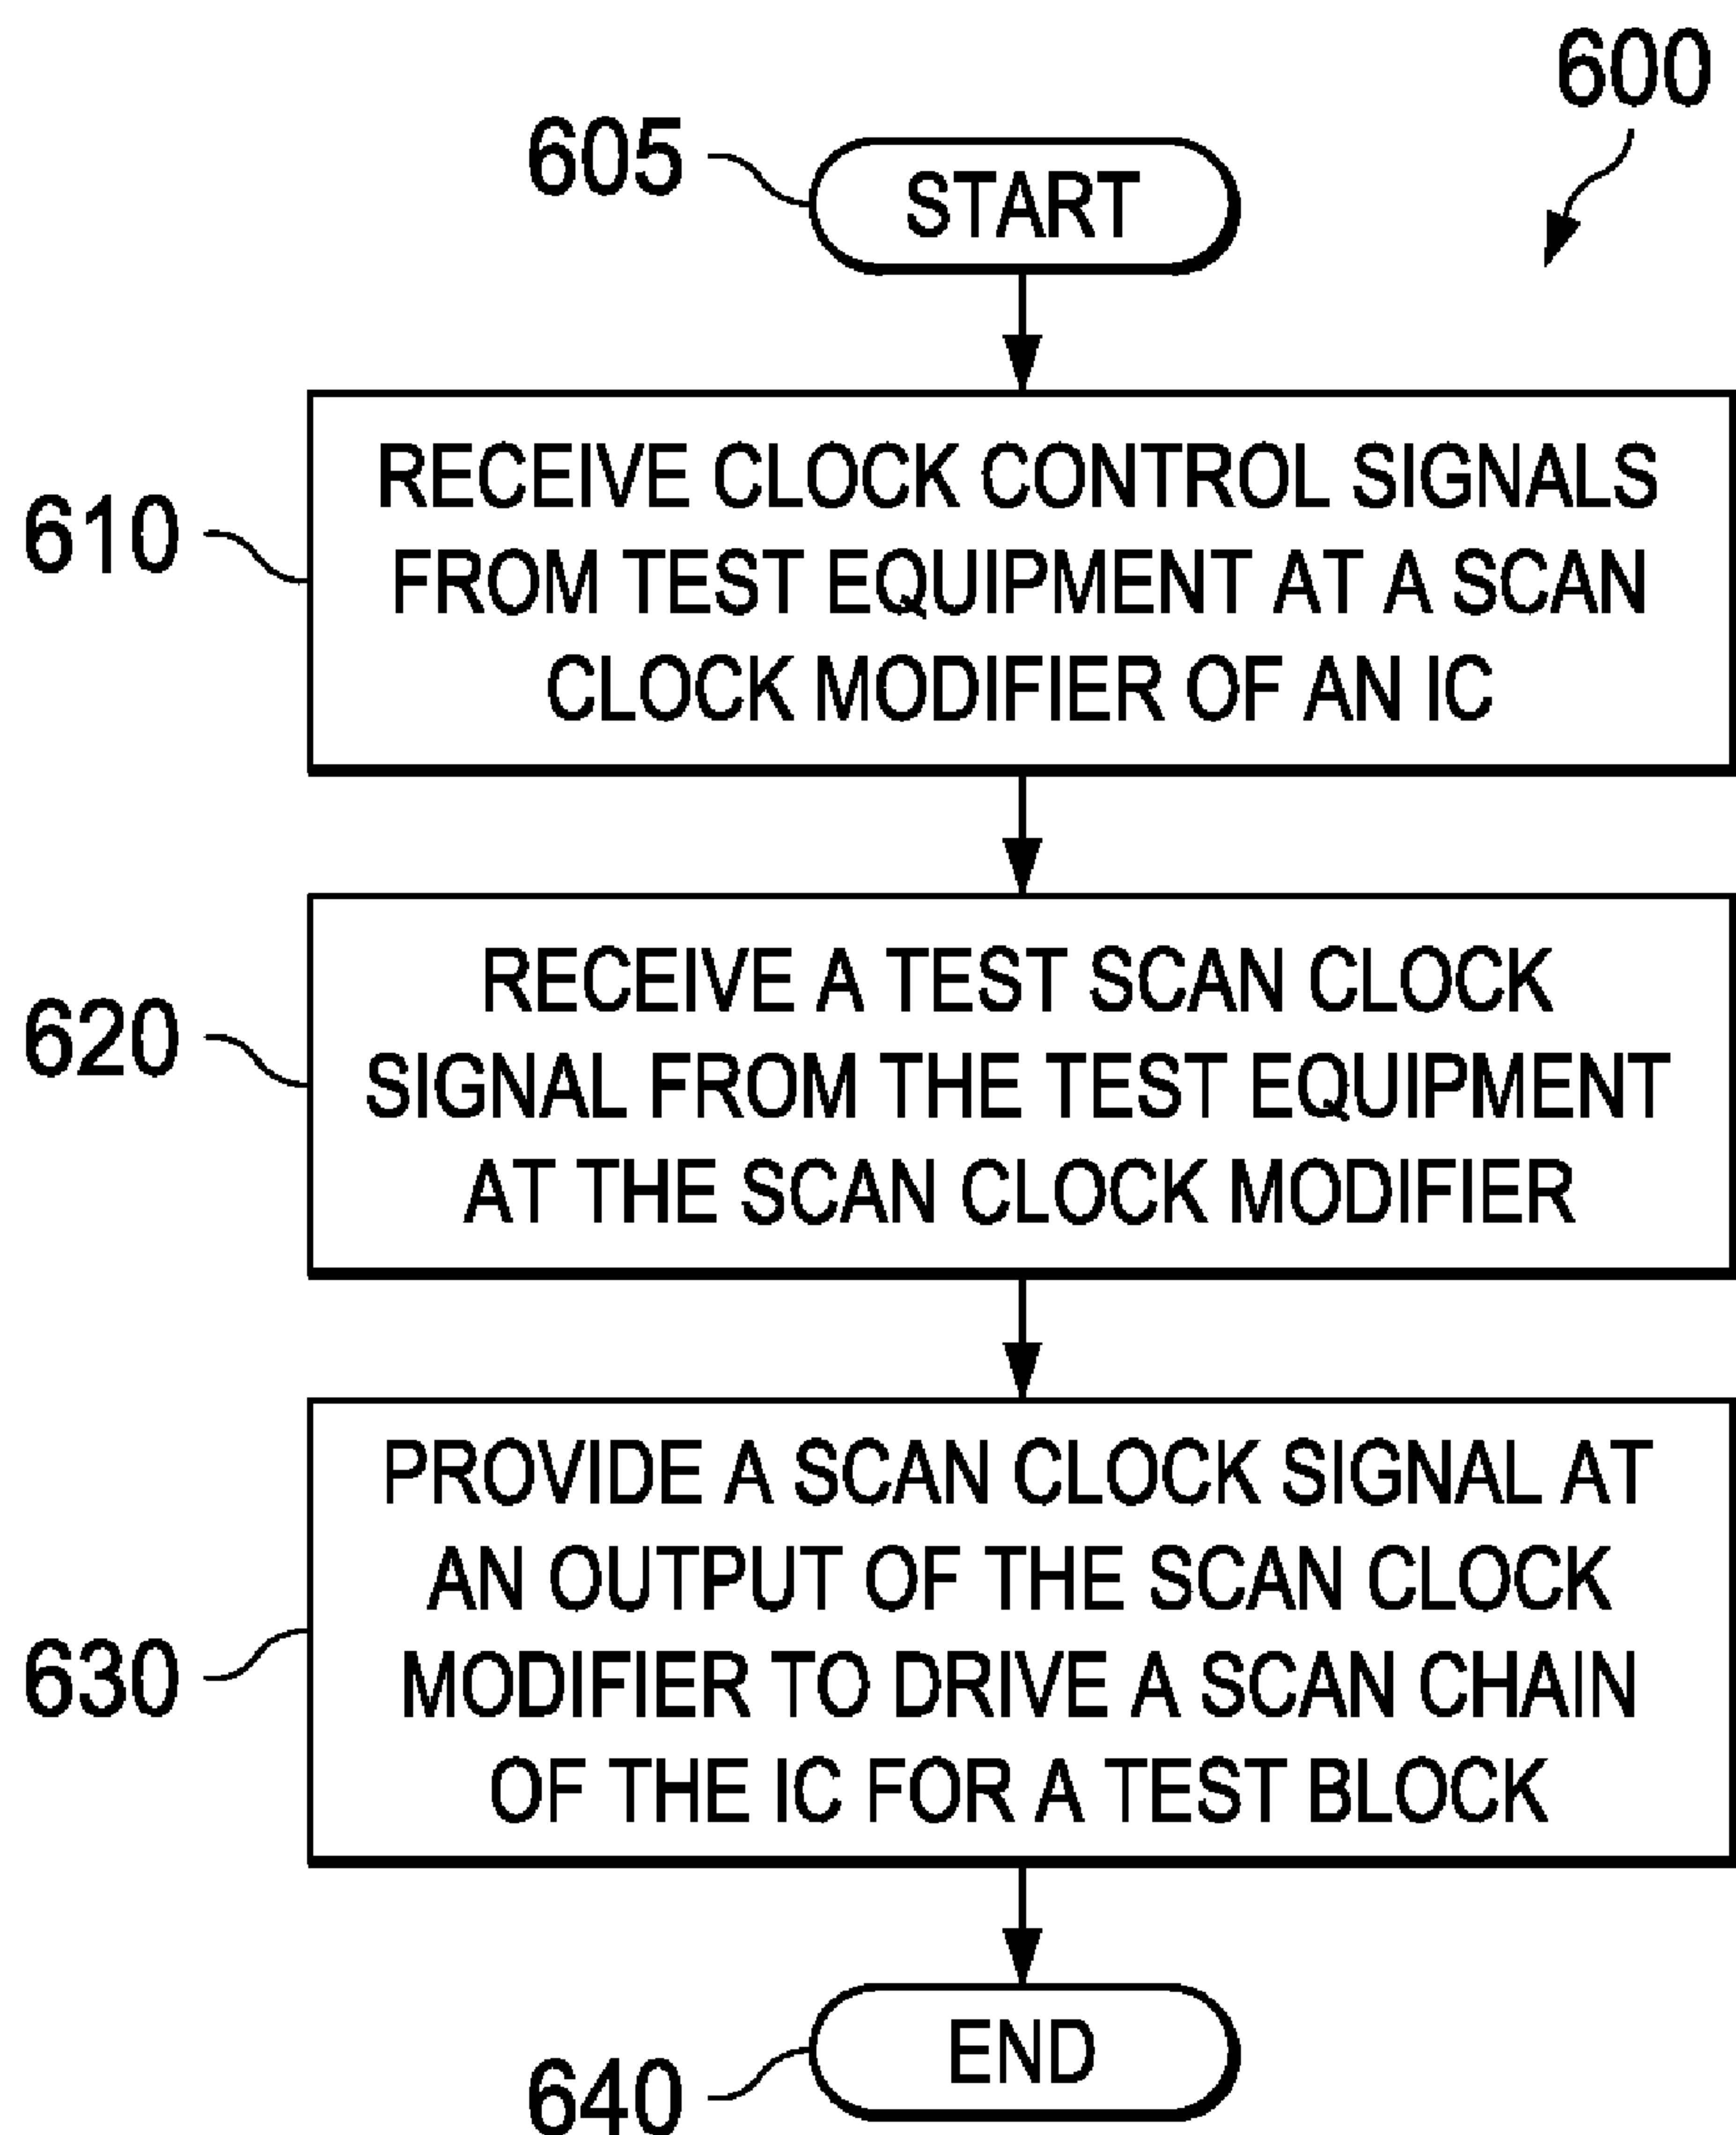 600
605
START
610
RECEIVE CLOCK CONTROL SIGNALS
FROM TEST EQUIPMENT AT A SCAN
CLOCK MODIFIER OF AN IC
620
RECEIVE A TEST SCAN CLOCK
SIGNAL FROM THE TEST EQUIPMENT
AT THE SCAN CLOCK MODIFIER
630
PROVIDE A SCAN CLOCK SIGNAL AT
AN OUTPUT OF THE SCAN CLOCK
MODIFIER TO DRIVE A SCAN CHAIN
OF THE IC FOR A TEST BLOCK
640
END